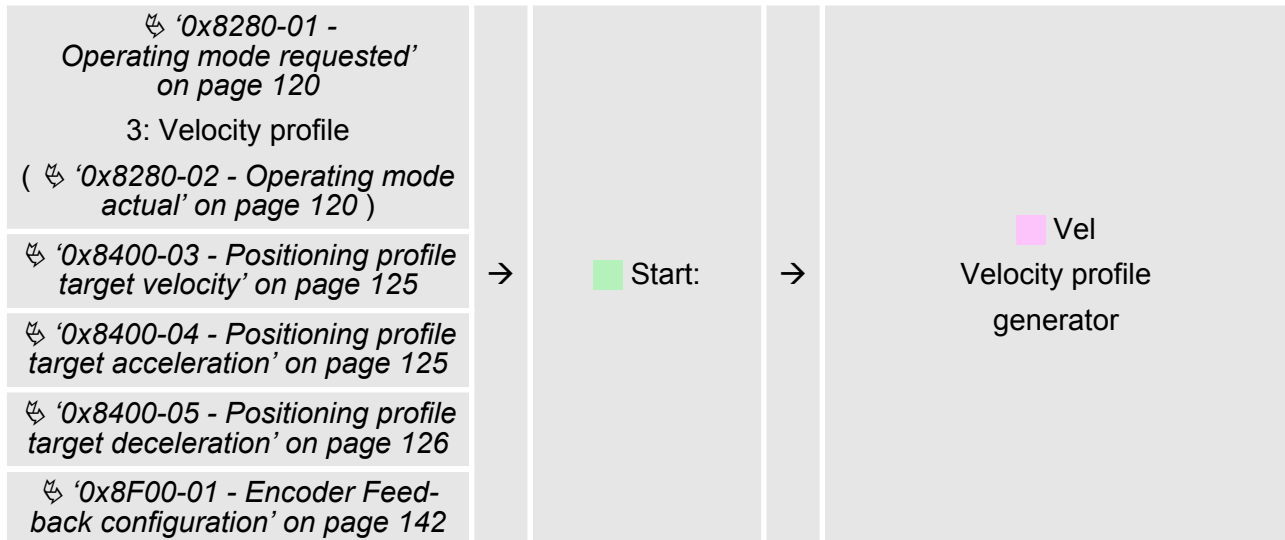 ↳ '0x8280-01 -
Operating mode requested'
on page 120
3: Velocity profile
( ↳ '0x8280-02 - Operating mode
actual' on page 120 )
↳ '0x8400-03 - Positioning profile
target velocity' on page 125
↳ '0x8400-04 - Positioning profile
target acceleration' on page 125
↳ '0x8400-05 - Positioning profile
target deceleration' on page 126
↳ '0x8F00-01 - Encoder Feed-
back configuration' on page 142
→
Start:
→
Vel
Velocity profile
generator